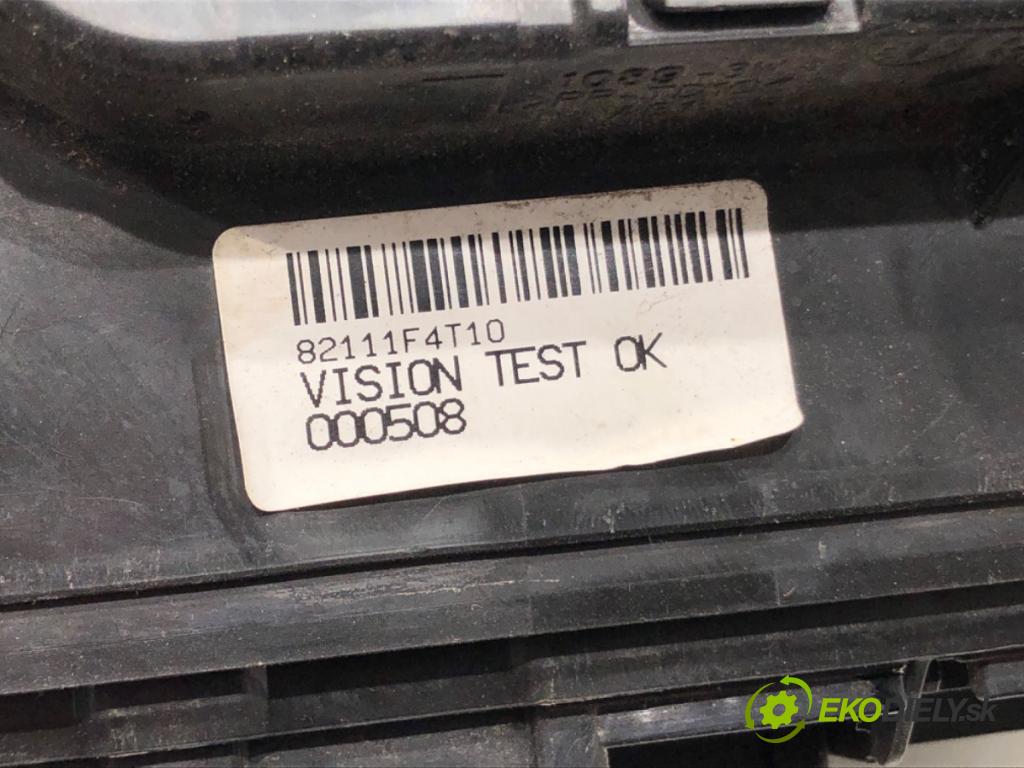 82111F4T10
VISION TEST OK
000508
EKODIELY.sk